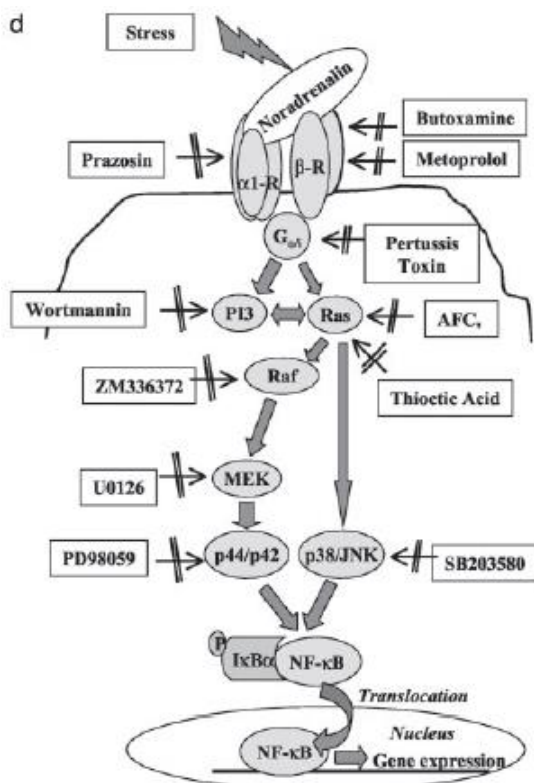 d
Stress
Noradrenalin
Butoxamine
Prazosin
α1-R
β-R
Metoprolol
Gα/i
Pertussis
Toxin
Wortmannin
PI3
Ras
AFC,
ZM336372
Raf
Thioctic Acid
U0126
MEK
PD98059
p44/p42
p38/JNK
SB203580
P
IκBα
NF-κB
Translocation
Nucleus
NF-κB
Gene expression